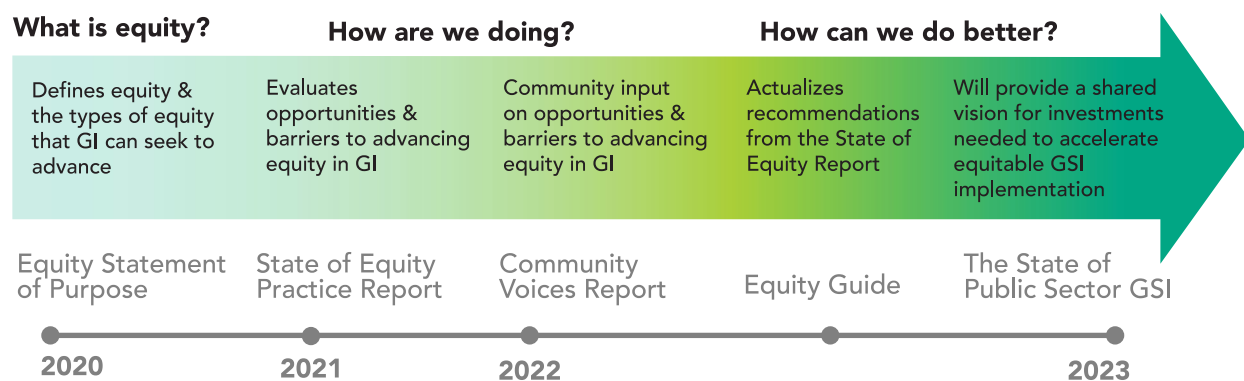 What is equity?
How are we doing?
How can we do better?
Defines equity &
the types of equity
that GI can seek to
advance
Evaluates
opportunities &
barriers to advancing
equity in GI
Community input
on opportunities &
barriers to advancing
equity in GI
Actualizes
recommendations
from the State of
Equity Report
Will provide a shared
vision for investments
needed to accelerate
equitable GSI
implementation
Equity Statement
of Purpose
State of Equity
Practice Report
Community
Voices Report
Equity Guide
The State of
Public Sector GSI
2020
2021
2022
2023